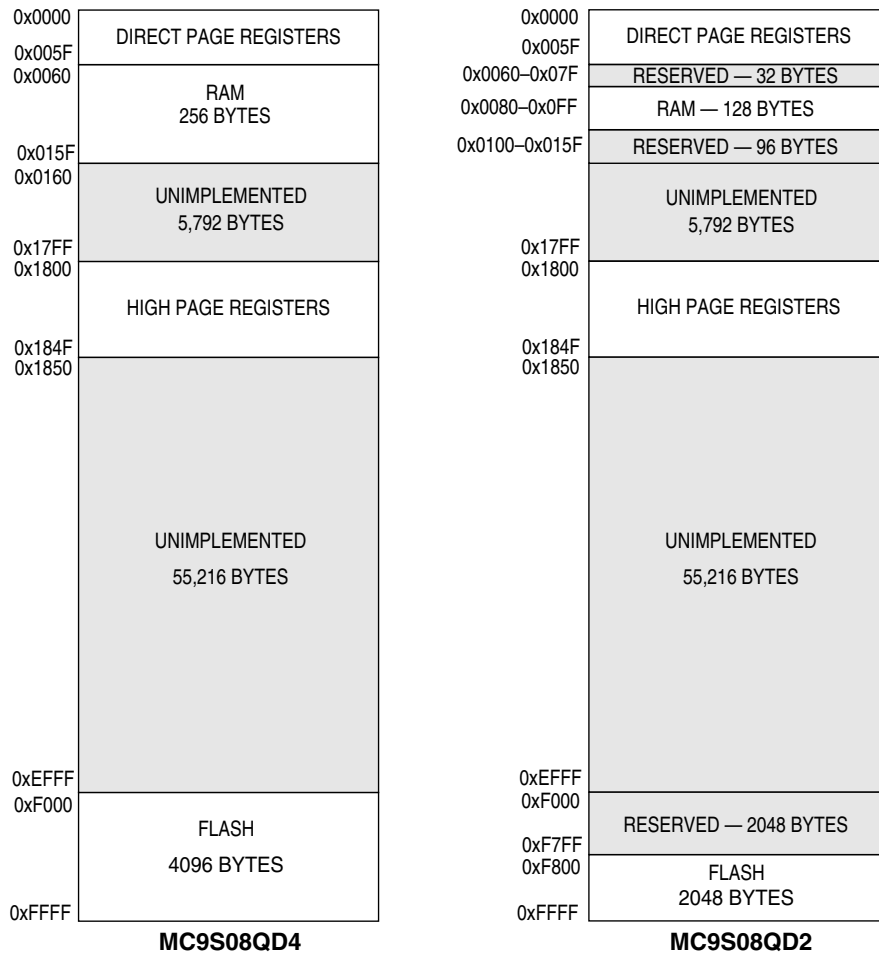 0x0000
DIRECT PAGE REGISTERS
0x005F
0x0060
RAM
256 BYTES
0x015F
0x0160
UNIMPLEMENTED
5,792 BYTES
0x17FF
0x1800
HIGH PAGE REGISTERS
0x184F
0x1850
UNIMPLEMENTED
55,216 BYTES
0xEFFF
0xF000
FLASH
4096 BYTES
0xFFFF
MC9S08QD4
0x0000
DIRECT PAGE REGISTERS
0x005F
0x0060–0x07F
RESERVED — 32 BYTES
0x0080–0x0FF
RAM — 128 BYTES
0x0100–0x015F
RESERVED — 96 BYTES
UNIMPLEMENTED
5,792 BYTES
0x17FF
0x1800
HIGH PAGE REGISTERS
0x184F
0x1850
UNIMPLEMENTED
55,216 BYTES
0xEFFF
0xF000
RESERVED — 2048 BYTES
0xF7FF
0xF800
FLASH
2048 BYTES
0xFFFF
MC9S08QD2